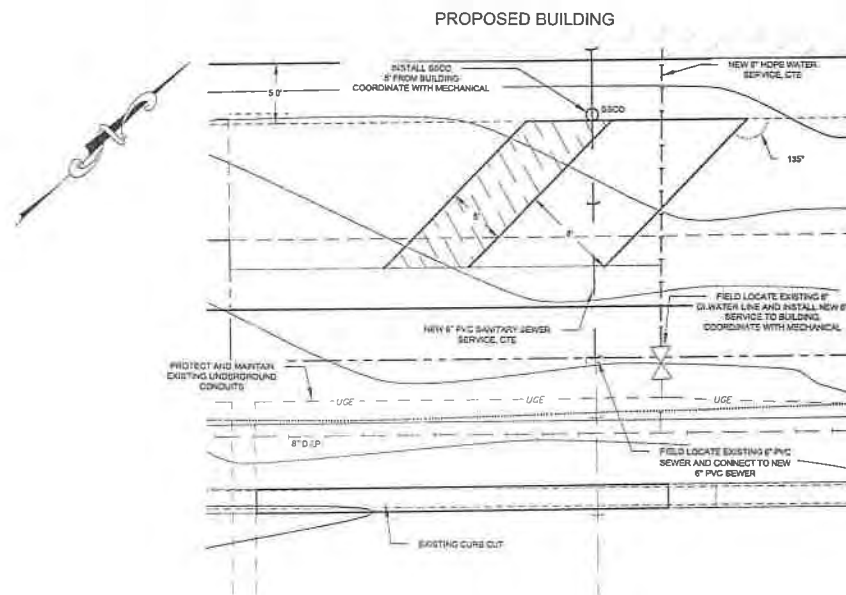 PROPOSED BUILDING
INSTALL SSCO
5' FROM BUILDING
COORDINATE WITH MECHANICAL
NEW 6" HDPE WATER
SERVICE, CTE
5.0'
SSCO
135°
8'
FIELD LOCATE EXISTING 6"
CI WATER LINE AND INSTALL NEW 6"
SERVICE TO BUILDING,
COORDINATE WITH MECHANICAL
NEW 6" PVC SANITARY SEWER
SERVICE, CTE
PROTECT AND MAINTAIN
EXISTING UNDERGROUND
CONDUITS
UGE
UGE
UGE
8" D.I.P
FIELD LOCATE EXISTING 6" PVC
SEWER AND CONNECT TO NEW
6" PVC SEWER
EXISTING CURB CUT